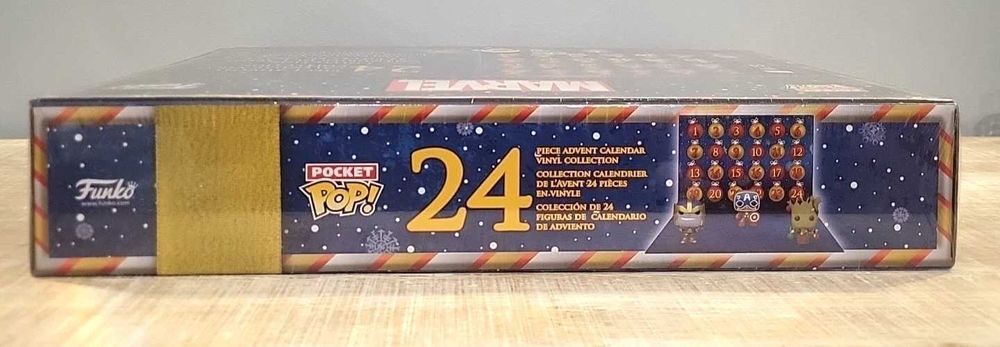 MARVEL
Funko
www.funko.com
POCKET
POP!
24
PIECE ADVENT CALENDAR
VINYL COLLECTION
COLLECTION CALENDRIER
DE L'AVENT 24 PIÈCES
EN VINYLE
COLECCIÓN DE 24
FIGURAS DE CALENDARIO
DE ADVIENTO
1 2 3 4 5 6
7 8 9 10 11 12
13 14 15 16 17 18
19 20 21 22 23 24